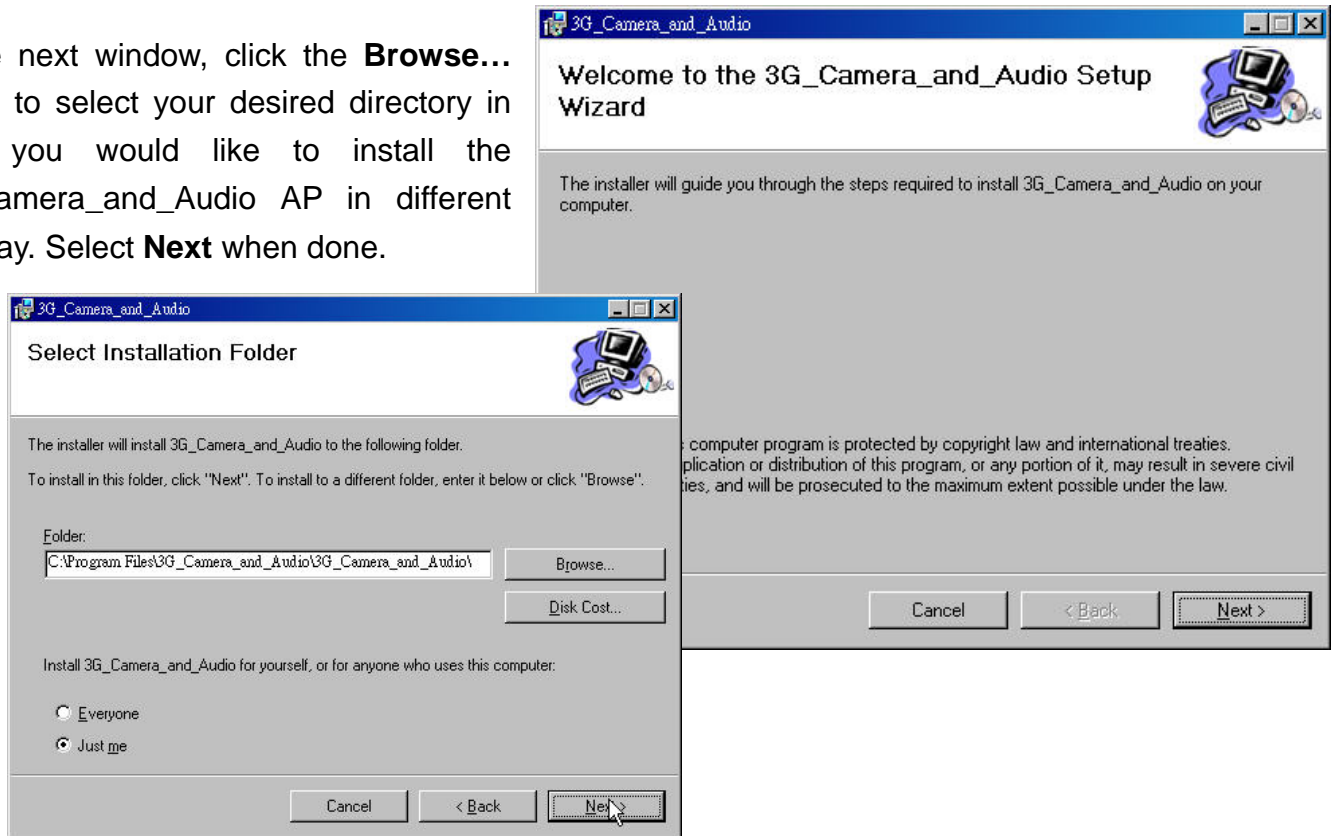 next window, click the Browse…
to select your desired directory in
you would like to install the
amera_and_Audio AP in different
ay. Select Next when done.
3G_Camera_and_Audio
Welcome to the 3G_Camera_and_Audio Setup
Wizard
The installer will guide you through the steps required to install 3G_Camera_and_Audio on your
computer.
computer program is protected by copyright law and international treaties.
plication or distribution of this program, or any portion of it, may result in severe civil
ies, and will be prosecuted to the maximum extent possible under the law.
Cancel
< Back
Next >
3G_Camera_and_Audio
Select Installation Folder
The installer will install 3G_Camera_and_Audio to the following folder.
To install in this folder, click "Next". To install to a different folder, enter it below or click "Browse".
Folder:
C:\Program Files\3G_Camera_and_Audio\3G_Camera_and_Audio\
Browse...
Disk Cost...
Install 3G_Camera_and_Audio for yourself, or for anyone who uses this computer:
Everyone
Just me
Cancel
< Back
Next >